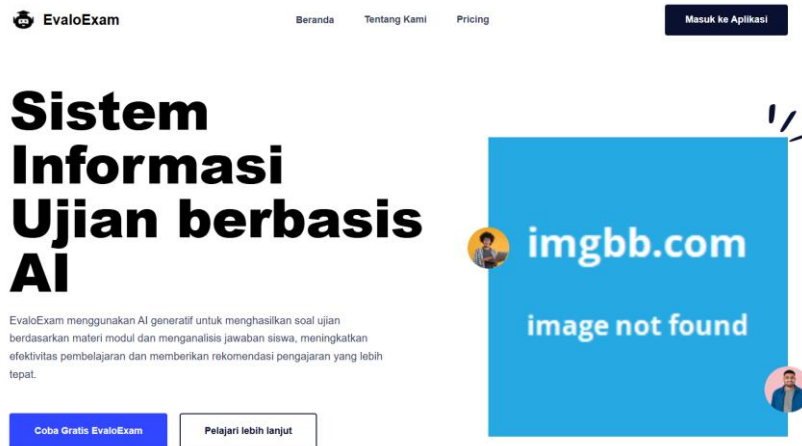 EvaloExam
Beranda
Tentang Kami
Pricing
Masuk ke Aplikasi
Sistem
Informasi
Ujian berbasis
AI
EvaloExam menggunakan AI generatif untuk menghasilkan soal ujian
berdasarkan materi modul dan menganalisis jawaban siswa, meningkatkan
efektivitas pembelajaran dan memberikan rekomendasi pengajaran yang lebih
tepat.
Coba Gratis EvaloExam
Pelajari lebih lanjut
imgbb.com
image not found